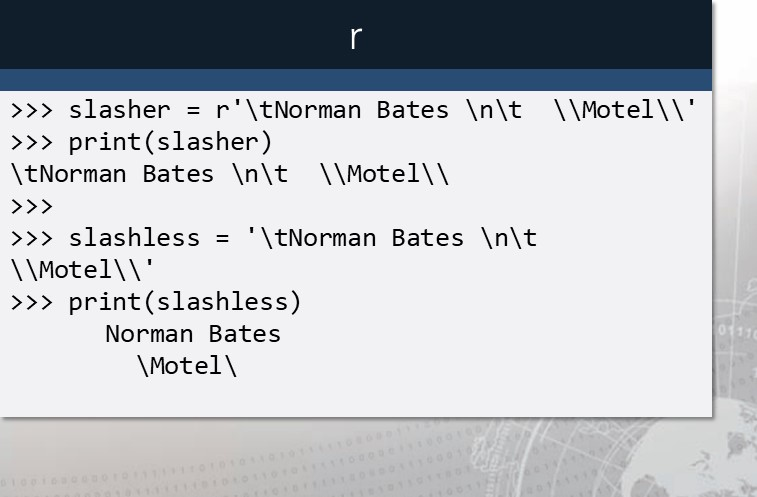 r
>>> slasher = r'\tNorman Bates \n\t  \\Motel\\'
>>> print(slasher)
\tNorman Bates \n\t  \\Motel\\
>>>
>>> slashless = '\tNorman Bates \n\t
\\Motel\\'
>>> print(slashless)
      Norman Bates
        \Motel\